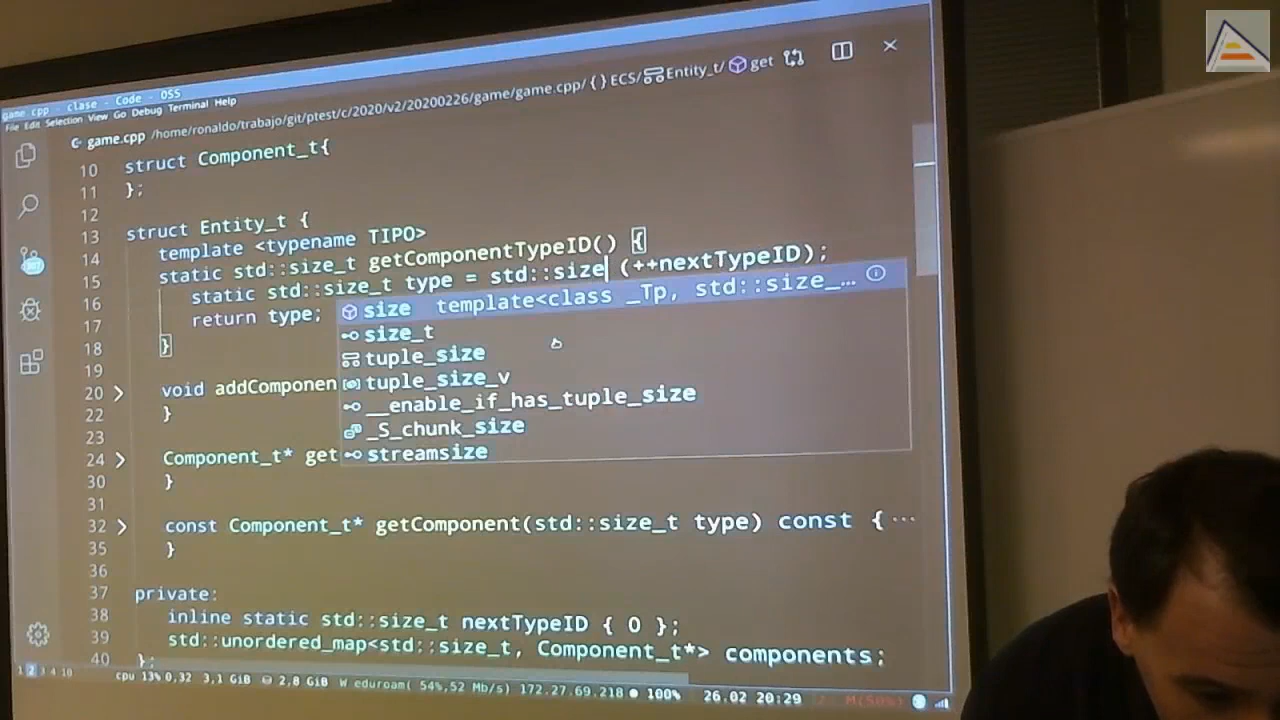 game.cpp - clase - Code - OSS
File Edit Selection View Go Debug Terminal Help
game.cpp /home/ronaldo/trabajo/git/ptest/c/2020/v2/20200226/game/game.cpp/ {} ECS/ Entity_t/ get
10 struct Component_t{
11 };
12
13 struct Entity_t {
14 template <typename TIPO>
15 static std::size_t getComponentTypeID() {
16 static std::size_t type = std::size (++nextTypeID);
17 return type;
18 }
19
20 void addComponen
22 }
23
24 Component_t* get
30 }
31
32 const Component_t* getComponent(std::size_t type) const { ...
35 }
36
37 private:
38 inline static std::size_t nextTypeID { 0 };
39 std::unordered_map<std::size_t, Component_t*> components;
40 };
size template<class _Tp, std::size_...
size_t
tuple_size
tuple_size_v
__enable_if_has_tuple_size
_S_chunk_size
streamsize
1 2 3 4 10 cpu 13% 0,32 3,1 GiB 2,8 GiB W eduroam( 54%,52 Mb/s) 172.27.69.218 100% 26.02 20:29